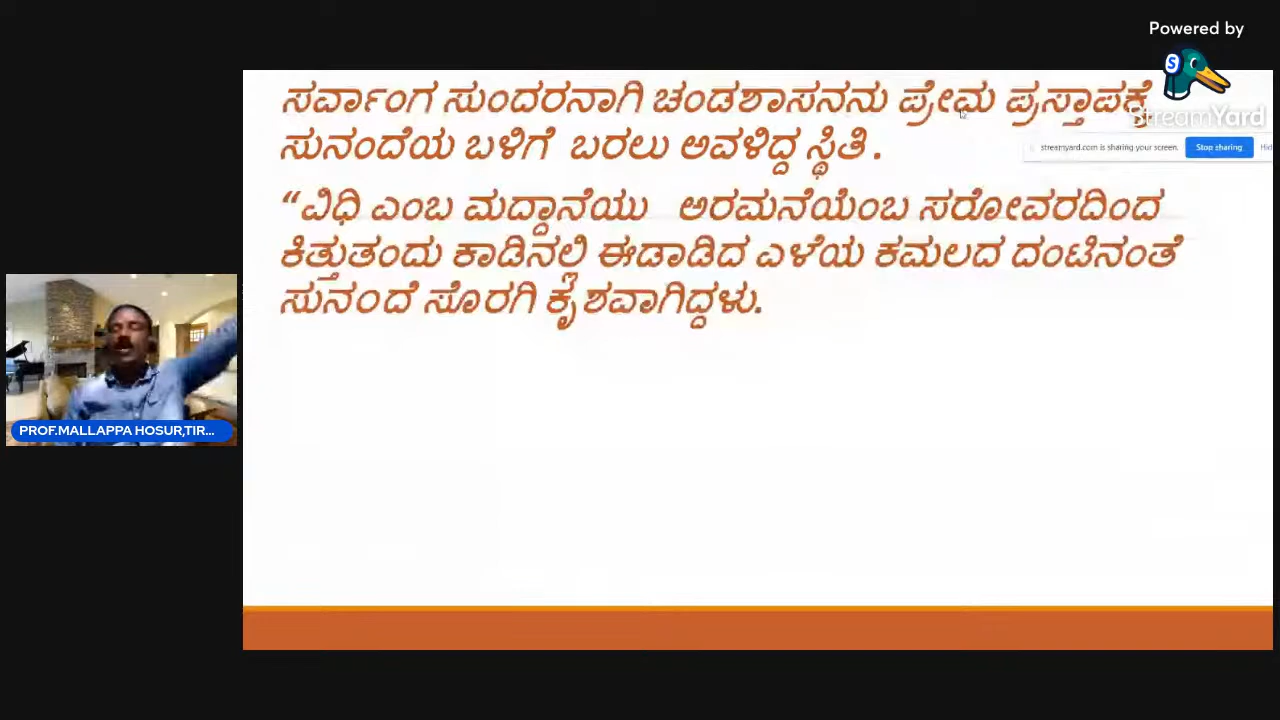 Powered by
StreamYard
ಸರ್ವಾಂಗ ಸುಂದರನಾಗಿ ಚಂಡಶಾಸನನು ಪ್ರೇಮ ಪ್ರಸ್ತಾಪಕ್ಕೆ
ಸುನಂದೆಯ ಬಳಿಗೆ ಬರಲು ಅವಳಿದ್ದ ಸ್ಥಿತಿ .
streamyard.com is sharing your screen. Stop sharing
“ವಿಧಿ ಎಂಬ ಮದ್ದಾನೆಯು ಅರಮನೆಯೆಂಬ ಸರೋವರದಿಂದ
ಕಿತ್ತುತಂದು ಕಾಡಿನಲ್ಲಿ ಈಡಾಡಿದ ಎಳೆಯ ಕಮಲದ ದಂಟಿನಂತೆ
ಸುನಂದೆ ಸೊರಗಿ ಕೃಶವಾಗಿದ್ದಳು.
PROF.MALLAPPA HOSUR,TIR...